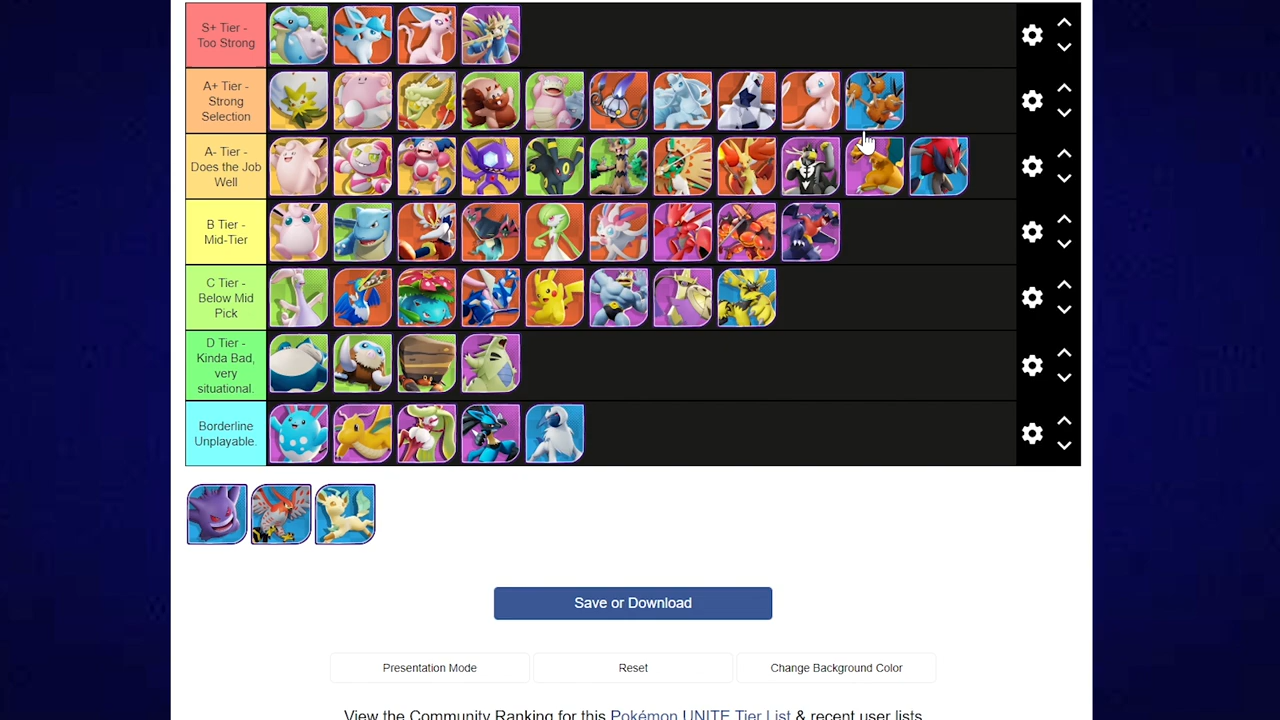 S+ Tier -
Too Strong
A+ Tier -
Strong
Selection
A- Tier -
Does the Job
Well
B Tier -
Mid-Tier
C Tier -
Below Mid
Pick
D Tier -
Kinda Bad,
very
situational.
Borderline
Unplayable.
Save or Download
Presentation Mode
Reset
Change Background Color
View the Community Ranking for this Pokémon UNITE Tier List & recent user lists